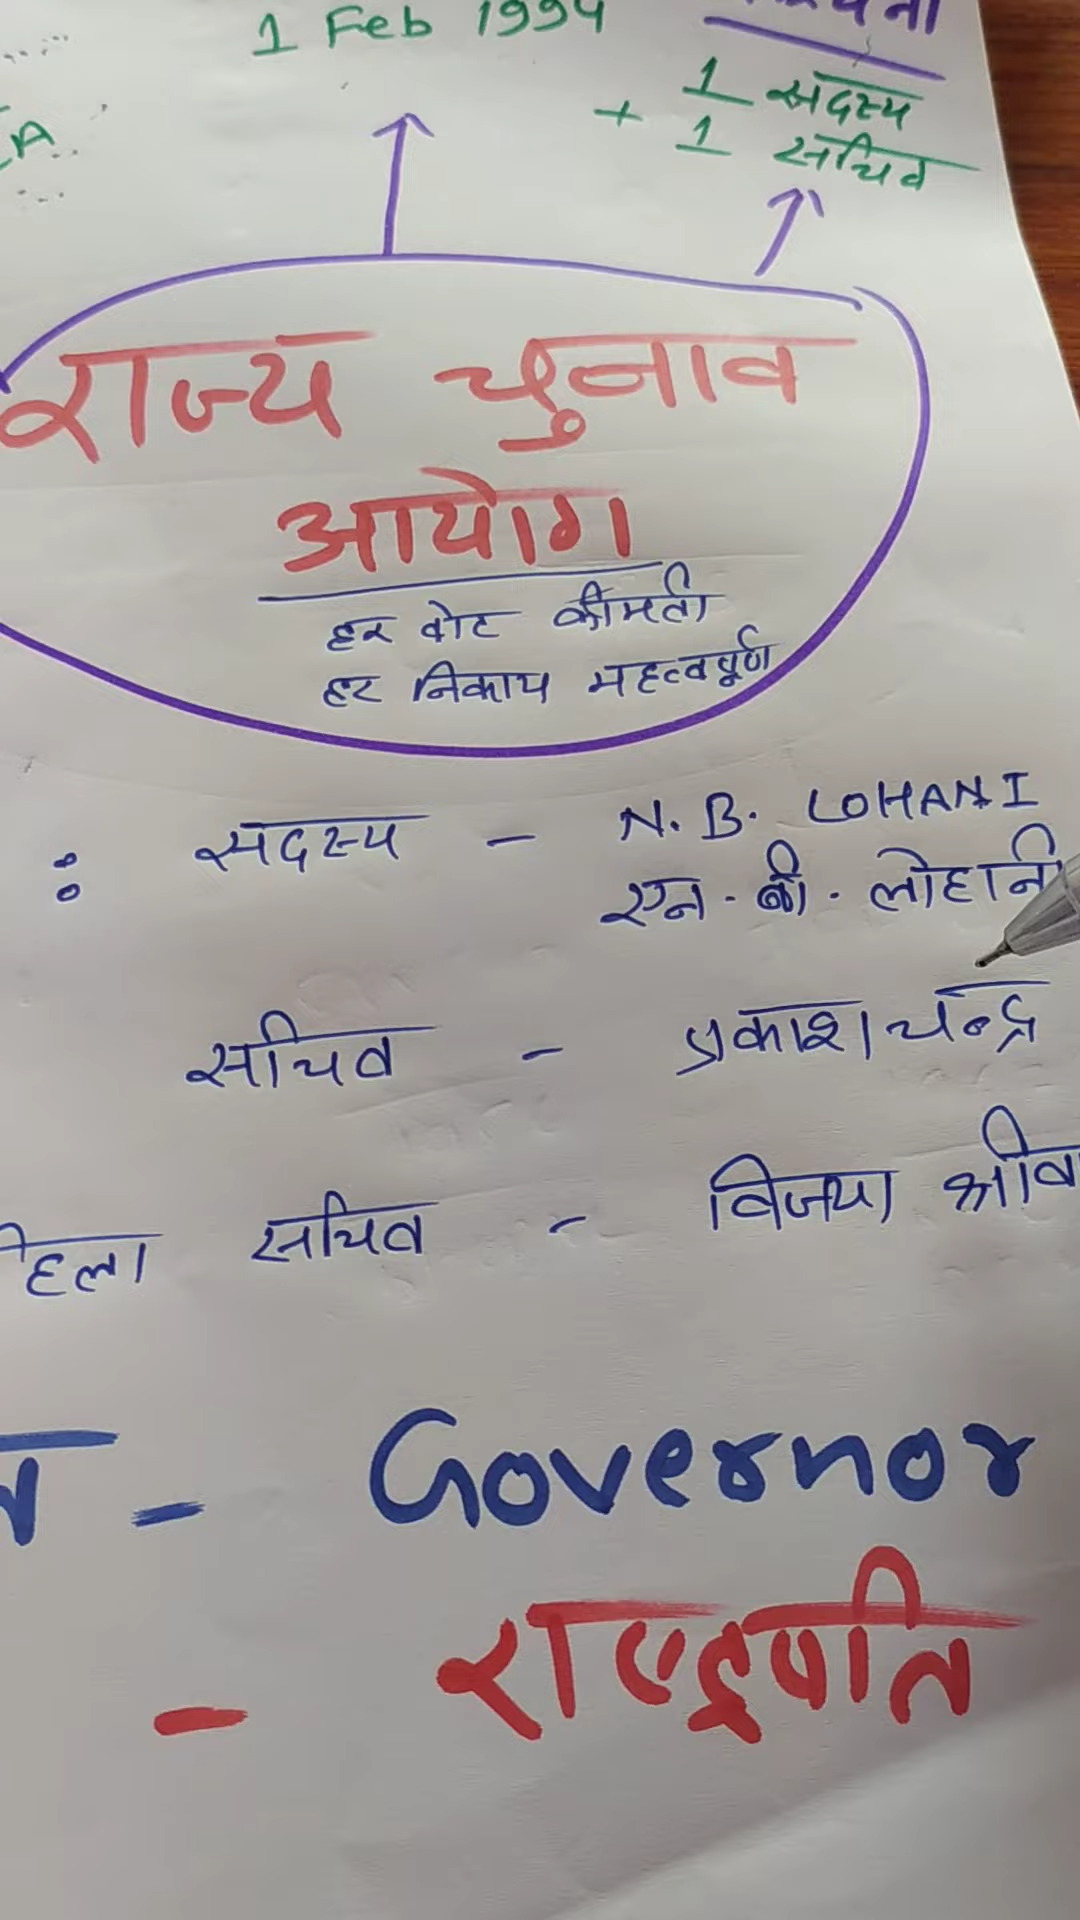 1 Feb 1994
1 सदस्य
+ 1 सचिव
राज्य चुनाव
आयोग
हर वोट कीमती
हर निकाय महत्वपूर्ण
: सदस्य - N. B. LOHANI
एन. बी. लोहानी
सचिव - प्रकाश चन्द्र
सचिव - विजया
- Governor
- राष्ट्रपति